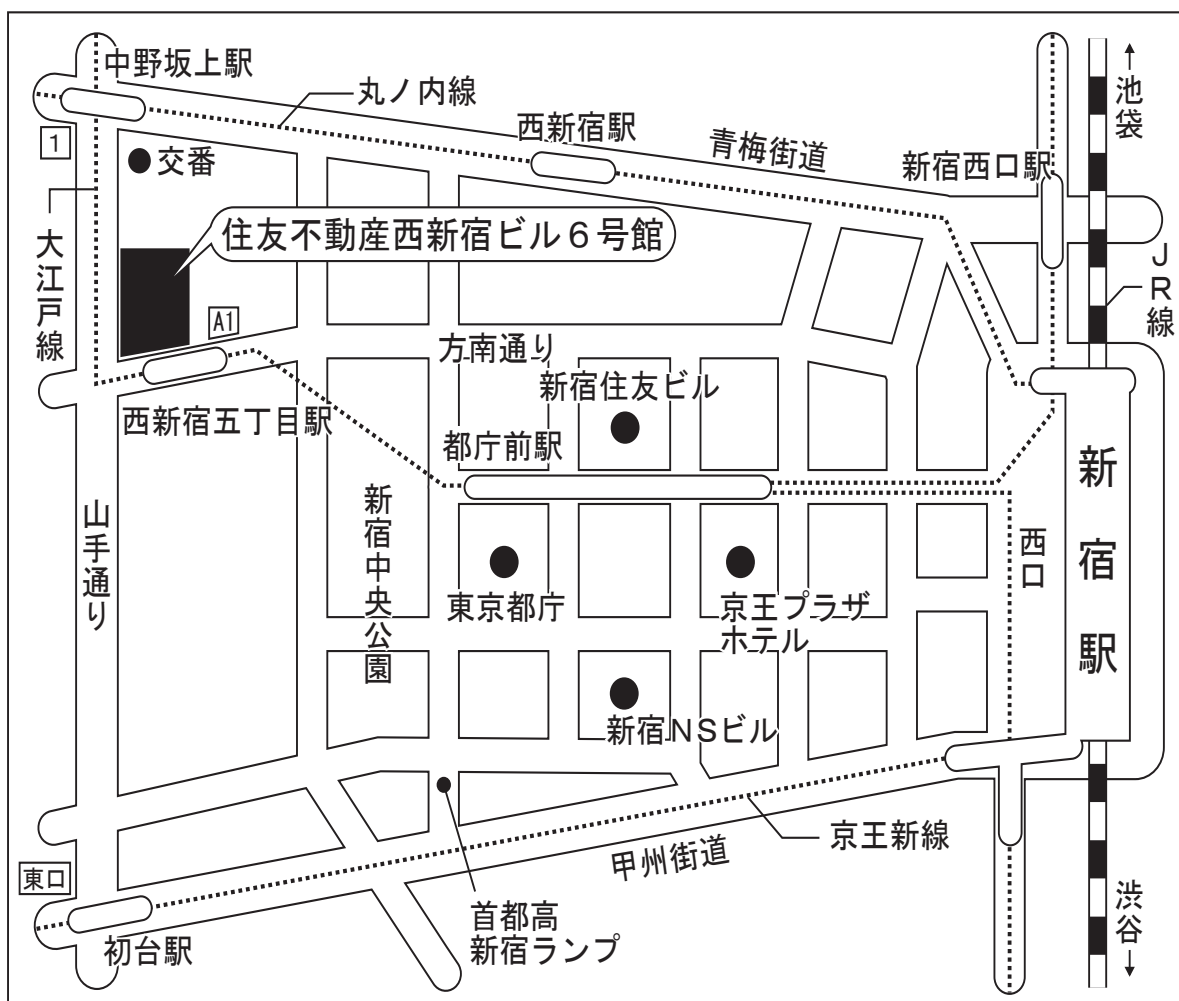 中野坂上駅
丸ノ内線
西新宿駅
青梅街道
新宿西口駅
↑池袋
1
交番
大江戸線
住友不動産西新宿ビル６号館
JR線
A1
方南通り
新宿住友ビル
西新宿五丁目駅
都庁前駅
新宿駅
山手通り
新宿中央公園
西口
東京都庁
京王プラザ
ホテル
新宿NSビル
京王新線
甲州街道
東口
首都高
新宿ランプ
初台駅
渋谷↓